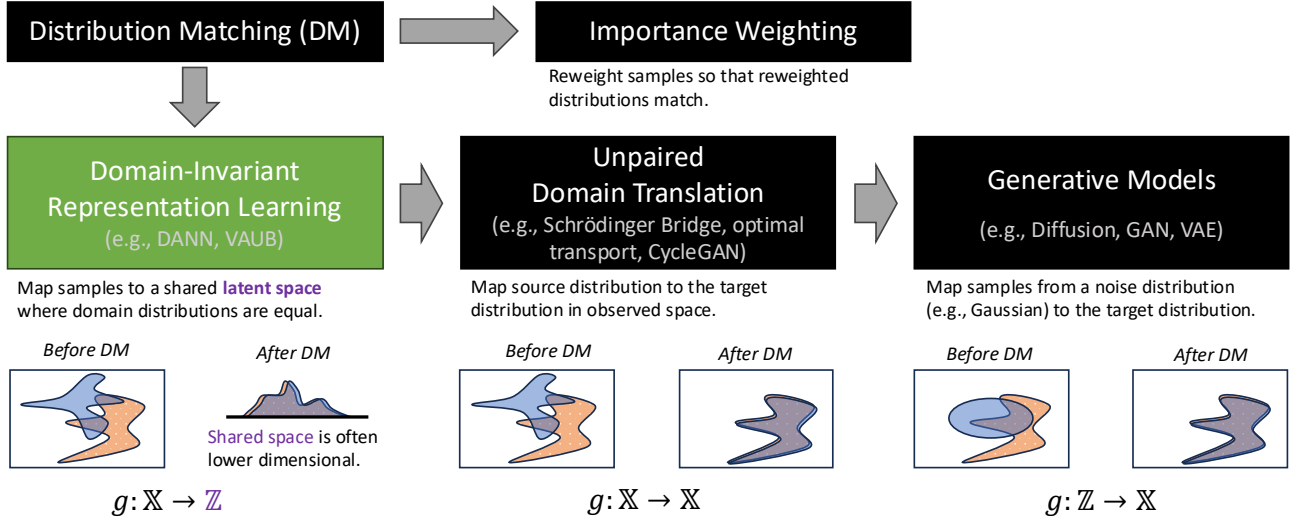 Distribution Matching (DM)
Importance Weighting
Reweight samples so that reweighted
distributions match.
Domain-Invariant
Representation Learning
(e.g., DANN, VAUB)
Map samples to a shared latent space
where domain distributions are equal.
Before DM
After DM
Shared space is often
lower dimensional.
g: 𝕏 → ℤ
Unpaired
Domain Translation
(e.g., Schrödinger Bridge, optimal
transport, CycleGAN)
Map source distribution to the target
distribution in observed space.
Before DM
After DM
g: 𝕏 → 𝕏
Generative Models
(e.g., Diffusion, GAN, VAE)
Map samples from a noise distribution
(e.g., Gaussian) to the target distribution.
Before DM
After DM
g: ℤ → 𝕏